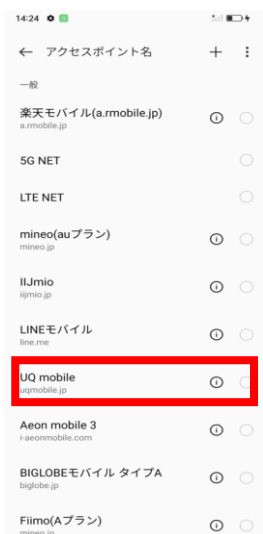 14:24
アクセスポイント名
一般
楽天モバイル(a.rmobile.jp)
a.rmobile.jp
5G NET
LTE NET
mineo(auプラン)
mineo.jp
IIJmio
iijmio.jp
LINEモバイル
line.me
UQ mobile
uqmobile.jp
Aeon mobile 3
i-aeonmobile.com
BIGLOBEモバイル タイプA
biglobe.jp
Fiimo(Aプラン)
mineo.jp